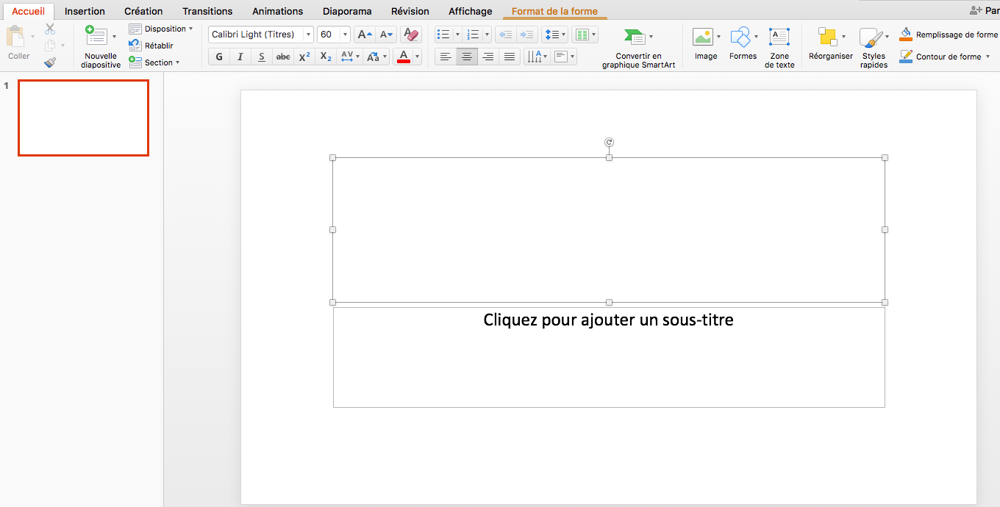 Accueil Insertion Création Transitions Animations Diaporama Révision Affichage Format de la forme
Coller
Nouvelle
diapositive
Disposition
Rétablir
Section
Calibri Light (Titres) 60 A A A
G I S abc X² X₂ AV Aa A
Convertir en
graphique SmartArt
Image
Formes
Zone
de texte
Réorganiser
Styles
rapides
Remplissage de forme
Contour de forme
1
Cliquez pour ajouter un sous-titre